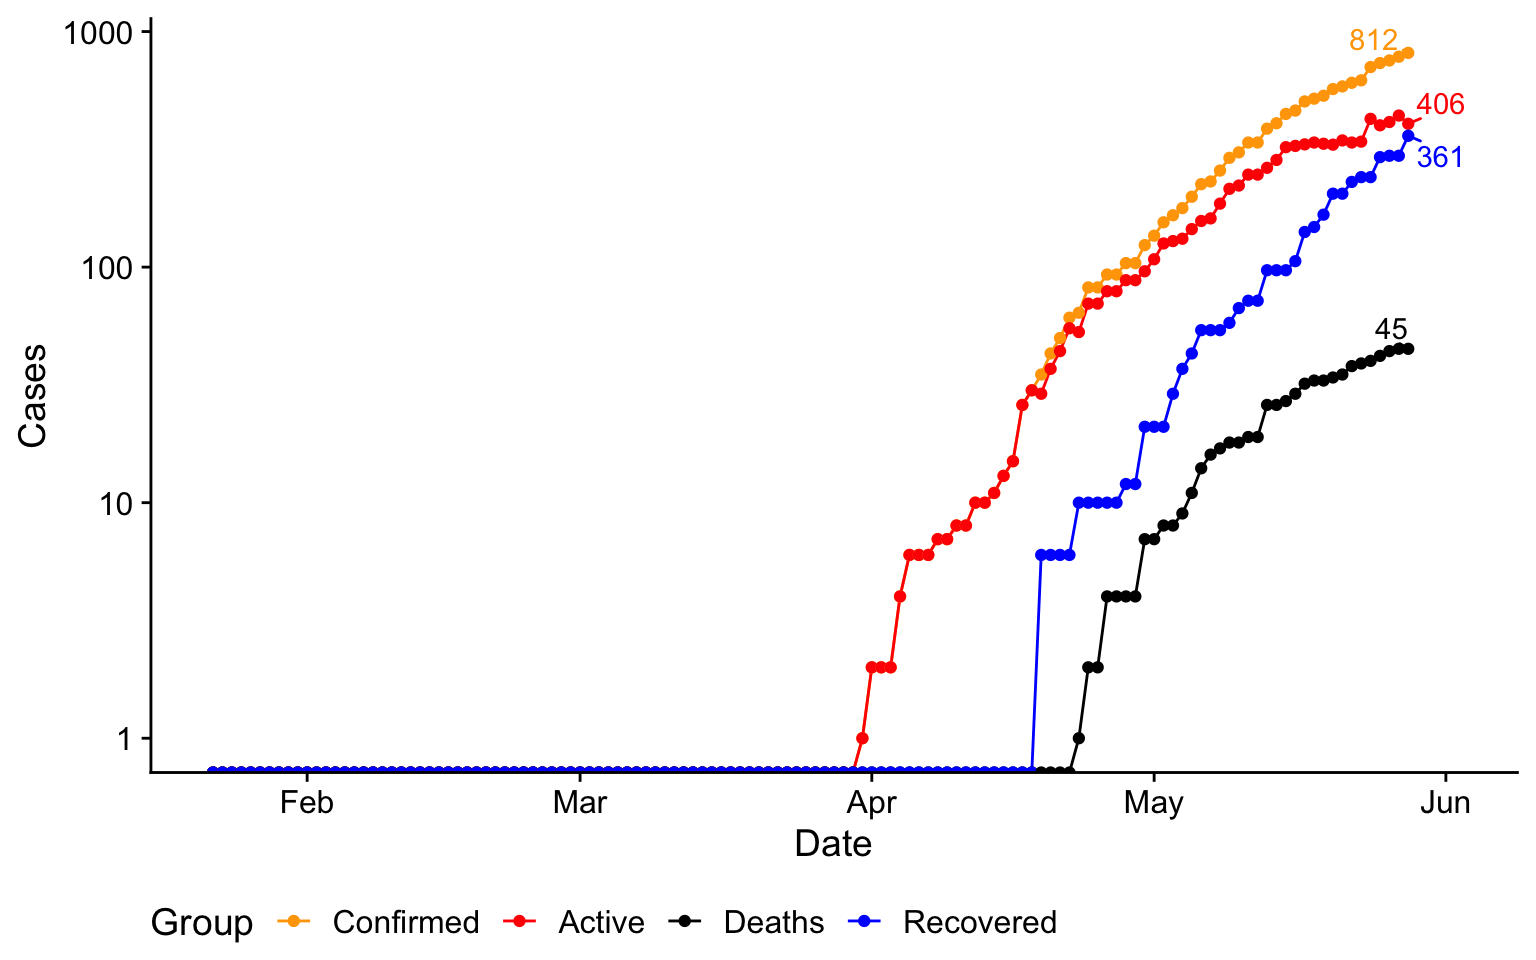 1000
812
406
361
100
45
Cases
10
1
Feb Mar Apr May Jun
Date
Group Confirmed Active Deaths Recovered